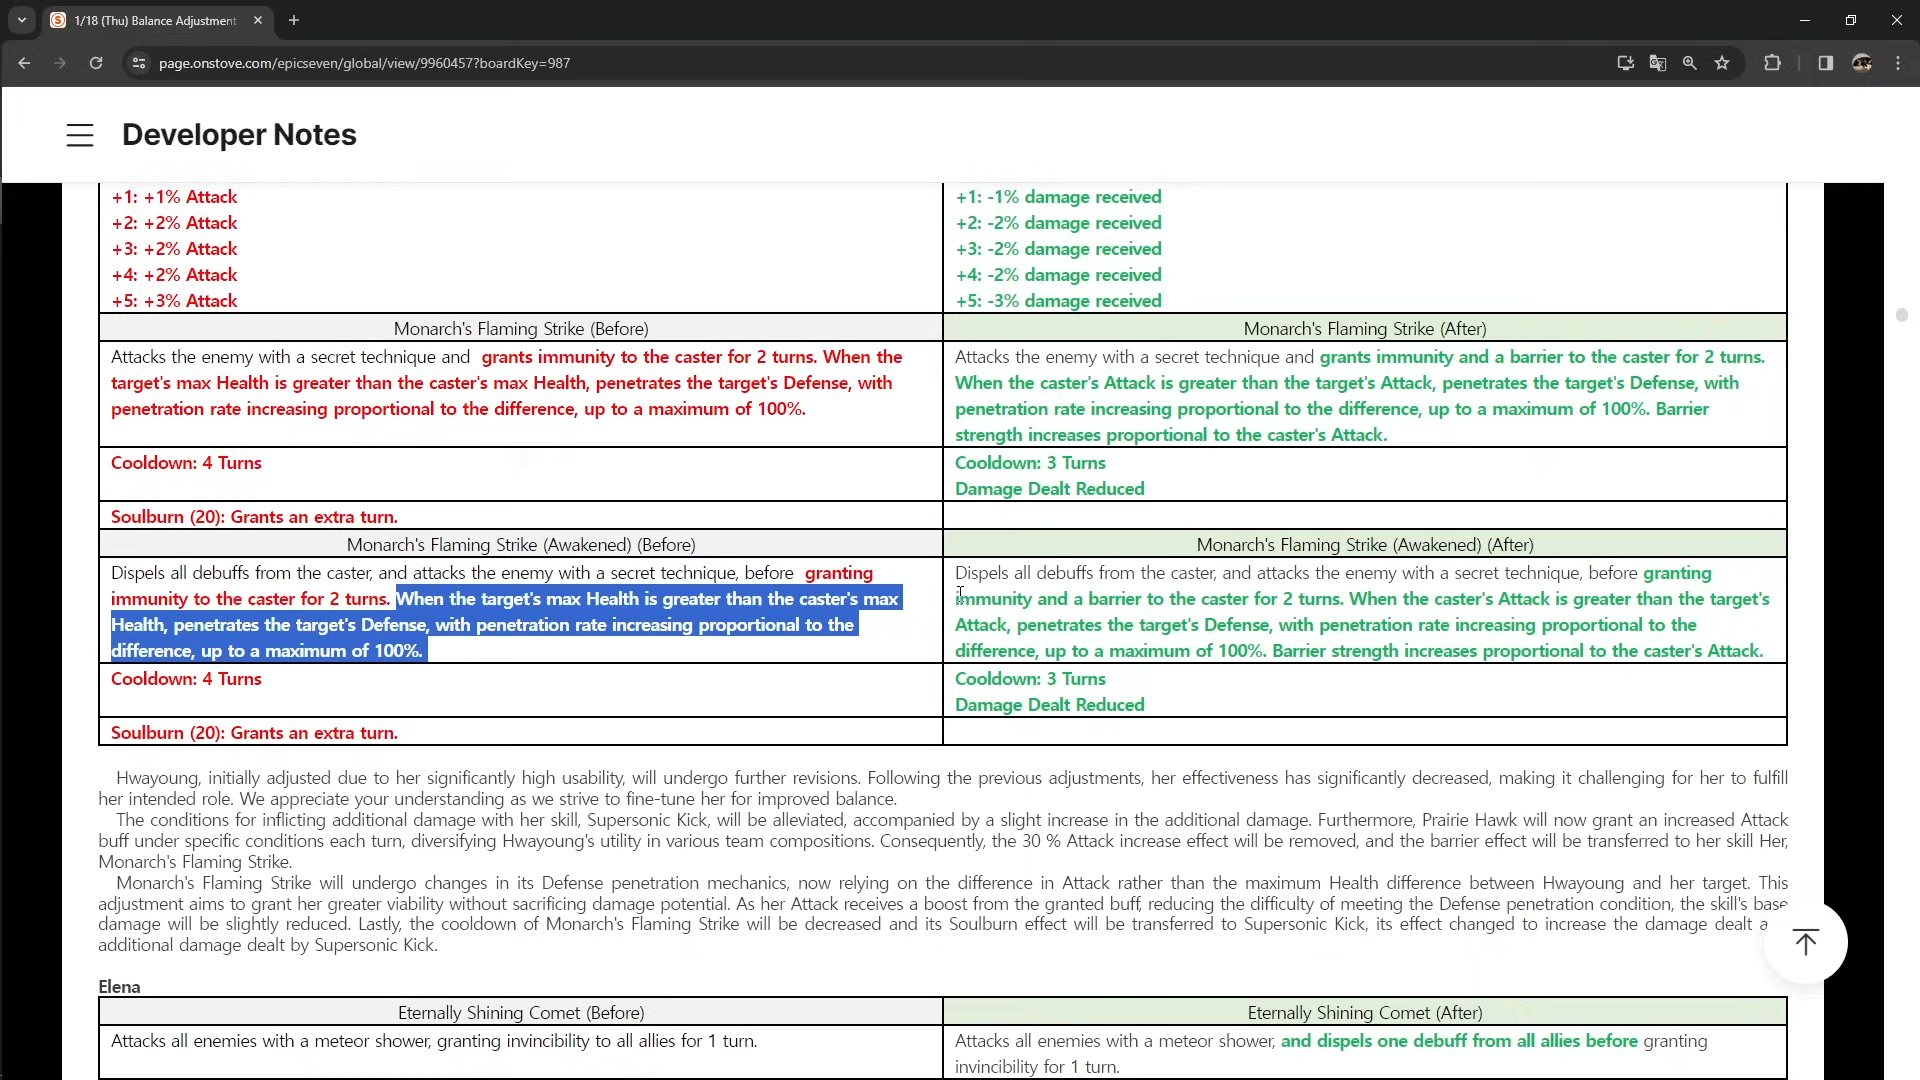 1/18 (Thu) Balance Adjustment
page.onstove.com/epicseven/global/view/9960457?boardKey=987
Developer Notes
+1: +1% Attack
+2: +2% Attack
+3: +2% Attack
+4: +2% Attack
+5: +3% Attack
+1: -1% damage received
+2: -2% damage received
+3: -2% damage received
+4: -2% damage received
+5: -3% damage received
Monarch's Flaming Strike (Before)
Monarch's Flaming Strike (After)
Attacks the enemy with a secret technique and grants immunity to the caster for 2 turns. When the
target's max Health is greater than the caster's max Health, penetrates the target's Defense, with
penetration rate increasing proportional to the difference, up to a maximum of 100%.
Attacks the enemy with a secret technique and grants immunity and a barrier to the caster for 2 turns.
When the caster's Attack is greater than the target's Attack, penetrates the target's Defense, with
penetration rate increasing proportional to the difference, up to a maximum of 100%. Barrier
strength increases proportional to the caster's Attack.
Cooldown: 4 Turns
Cooldown: 3 Turns
Damage Dealt Reduced
Soulburn (20): Grants an extra turn.
Monarch's Flaming Strike (Awakened) (Before)
Monarch's Flaming Strike (Awakened) (After)
Dispels all debuffs from the caster, and attacks the enemy with a secret technique, before granting
immunity to the caster for 2 turns. When the target's max Health is greater than the caster's max
Health, penetrates the target's Defense, with penetration rate increasing proportional to the
difference, up to a maximum of 100%.
Dispels all debuffs from the caster, and attacks the enemy with a secret technique, before granting
immunity and a barrier to the caster for 2 turns. When the caster's Attack is greater than the target's
Attack, penetrates the target's Defense, with penetration rate increasing proportional to the
difference, up to a maximum of 100%. Barrier strength increases proportional to the caster's Attack.
Cooldown: 4 Turns
Cooldown: 3 Turns
Damage Dealt Reduced
Soulburn (20): Grants an extra turn.
Hwayoung, initially adjusted due to her significantly high usability, will undergo further revisions. Following the previous adjustments, her effectiveness has significantly decreased, making it challenging for her to fulfill
her intended role. We appreciate your understanding as we strive to fine-tune her for improved balance.
The conditions for inflicting additional damage with her skill, Supersonic Kick, will be alleviated, accompanied by a slight increase in the additional damage. Furthermore, Prairie Hawk will now grant an increased Attack
buff under specific conditions each turn, diversifying Hwayoung's utility in various team compositions. Consequently, the 30 % Attack increase effect will be removed, and the barrier effect will be transferred to her skill Her,
Monarch's Flaming Strike.
Monarch's Flaming Strike will undergo changes in its Defense penetration mechanics, now relying on the difference in Attack rather than the maximum Health difference between Hwayoung and her target. This
adjustment aims to grant her greater viability without sacrificing damage potential. As her Attack receives a boost from the granted buff, reducing the difficulty of meeting the Defense penetration condition, the skill's base
damage will be slightly reduced. Lastly, the cooldown of Monarch's Flaming Strike will be decreased and its Soulburn effect will be transferred to Supersonic Kick, its effect changed to increase the damage dealt a
additional damage dealt by Supersonic Kick.
Elena
Eternally Shining Comet (Before)
Eternally Shining Comet (After)
Attacks all enemies with a meteor shower, granting invincibility to all allies for 1 turn.
Attacks all enemies with a meteor shower, and dispels one debuff from all allies before granting
invincibility for 1 turn.